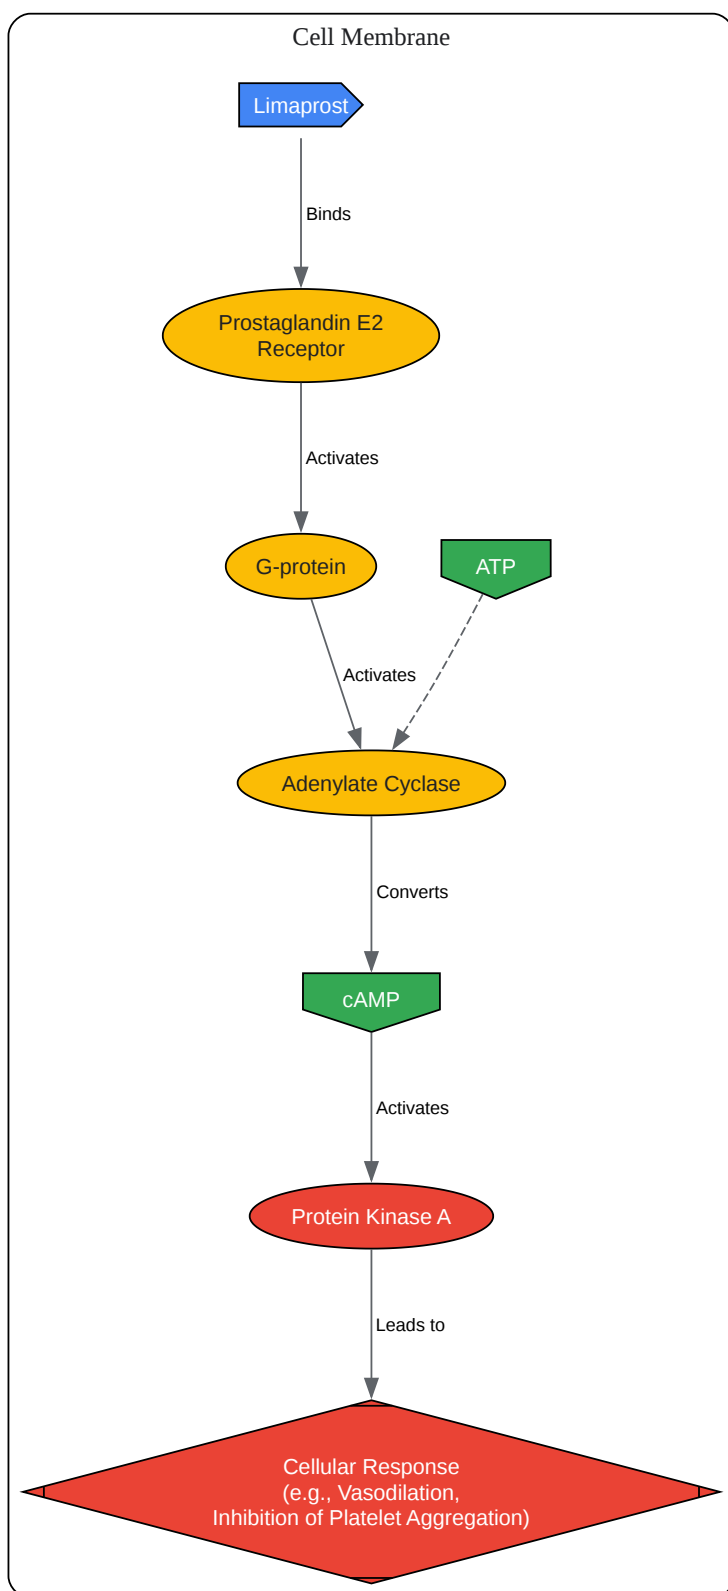 Cell Membrane
Limaprost
Binds
Prostaglandin E2
Receptor
Activates
G-protein
ATP
Activates
Adenylate Cyclase
Converts
cAMP
Activates
Protein Kinase A
Leads to
Cellular Response
(e.g., Vasodilation,
Inhibition of Platelet Aggregation)